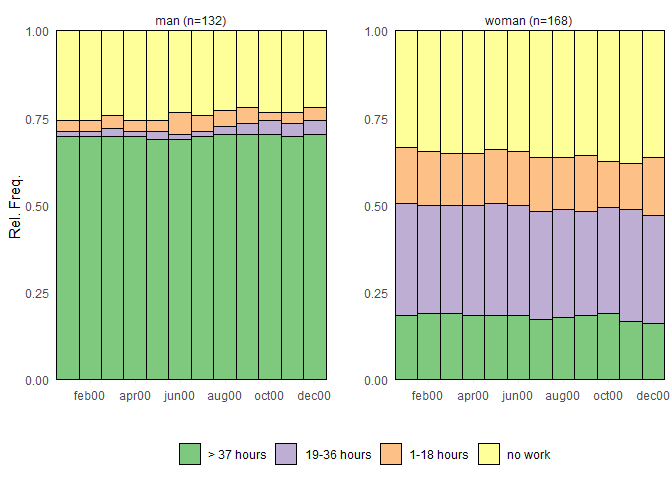 man (n=132)
woman (n=168)
Rel. Freq.
1.00
0.75
0.50
0.25
0.00
feb00 apr00 jun00 aug00 oct00 dec00
1.00
0.75
0.50
0.25
0.00
feb00 apr00 jun00 aug00 oct00 dec00
> 37 hours 19-36 hours 1-18 hours no work